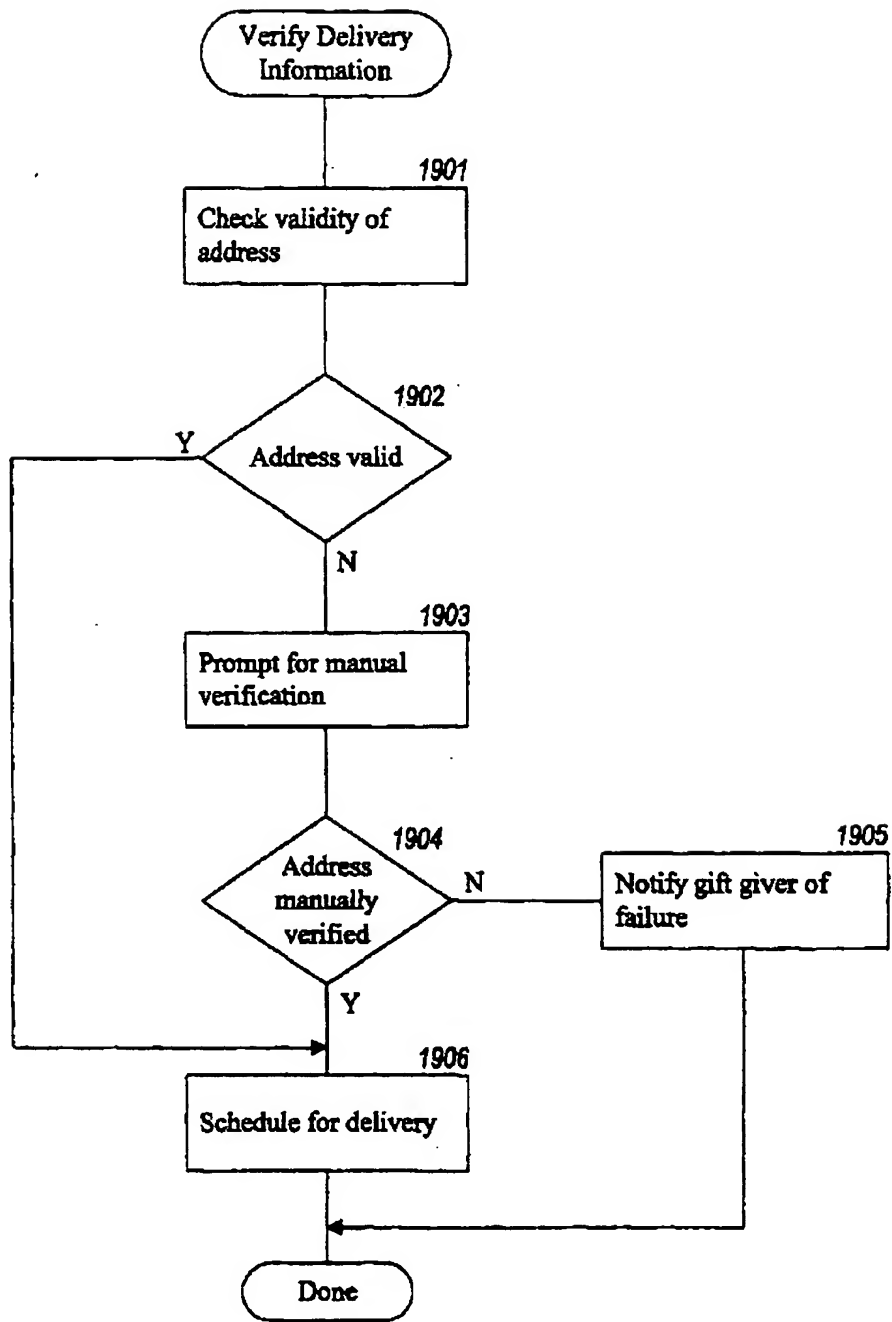 Verify Delivery
Information
1901
Check validity of
address
1902
Y
Address valid
N
1903
Prompt for manual
verification
1904
Address
manually
verified
N
1905
Notify gift giver of
failure
Y
1906
Schedule for delivery
Done